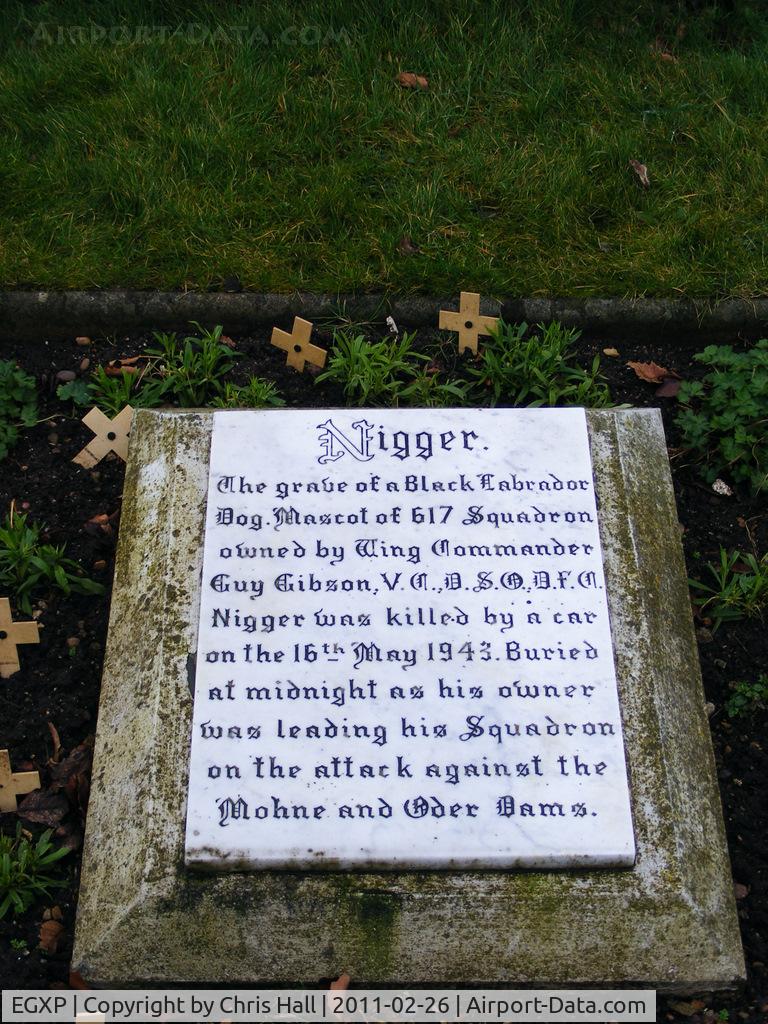 AIRPORT-DATA.COM
Nigger.
The grave of a Black Labrador
Dog. Mascot of 617 Squadron
owned by Wing Commander
Guy Gibson, V.C., D.S.O., D.F.C.
Nigger was killed by a car
on the 16th May 1943. Buried
at midnight as his owner
was leading his Squadron
on the attack against the
Mohne and Oder Dams.
EGXP | Copyright by Chris Hall | 2011-02-26 | Airport-Data.com